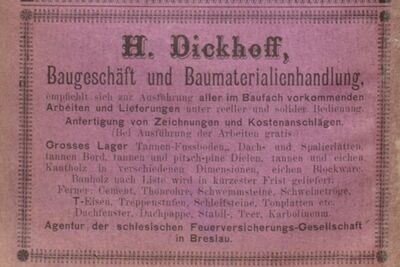 H. Dickhoff,
Baugeschäft und Baumaterialienhandlung,
empfiehlt sich zur Ausführung aller im Baufach vorkommenden
Arbeiten und Lieferungen unter reeller und solider Bedienung.
Anfertigung von Zeichnungen und Kostenanschlägen.
(Bei Ausführung der Arbeiten gratis.)
Grosses Lager Tannen-Fussboden-, Dach- und Spalierlatten,
tannen Bord, tannen und pitsch-pine Dielen, tannen und eichen
Kantholz in verschiedenen Dimensionen, eichen Blockware.
Bauholz nach Liste wird in kürzester Frist geliefert;
Ferner: Cement, Thonrohre, Schwemmsteine, Schweinetröge,
T-Eisen, Treppenstufen, Schleifsteine, Tonplatten etc.
Dachfenster, Dachpappe, Stabil-, Teer, Karbolineum.
Agentur der schlesischen Feuerversicherungs-Gesellschaft
in Breslau.